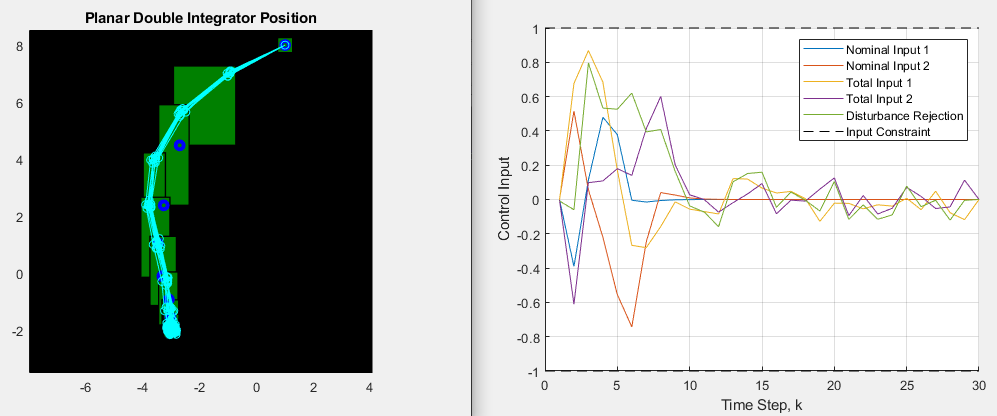 Planar Double Integrator Position
8
6
4
2
0
-2
-6 -4 -2 0 2 4
1
0.8
0.6
0.4
0.2
0
-0.2
-0.4
-0.6
-0.8
-1
Control Input
Nominal Input 1
Nominal Input 2
Total Input 1
Total Input 2
Disturbance Rejection
Input Constraint
0 5 10 15 20 25 30
Time Step, k